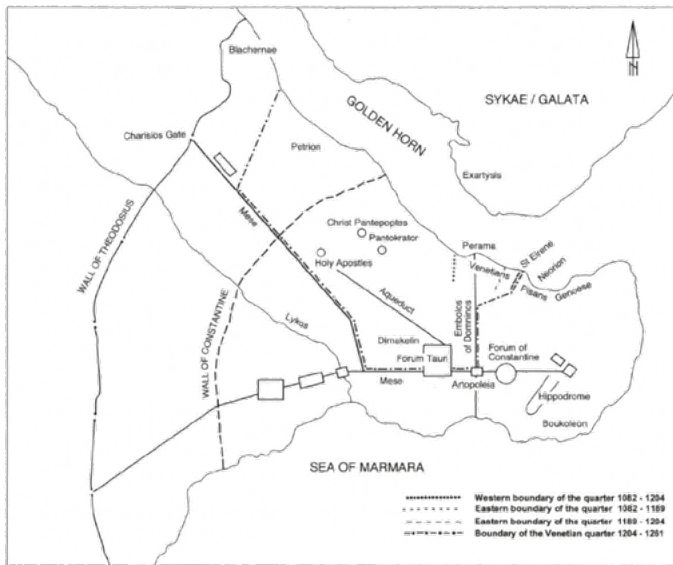 Blachernae
GOLDEN HORN
SYKAE / GALATA
N
Charisios Gate
Petrion
Exartysis
Mese
WALL OF THEODOSIUS
Christ Pantepoptes
Pantokrator
Holy Apostles
Perama
Venetians
St Eirene
Neorion
Pisans
Genoese
WALL OF CONSTANTINE
Aqueduct
Lykos
Embolos
of Domninos
Dimakelin
Forum Tauri
Forum of
Constantine
Mese
Artopoleia
Hippodrome
Boukoleon
SEA OF MARMARA
Western boundary of the quarter 1082 - 1204
Eastern boundary of the quarter 1082 - 1189
Eastern boundary of the quarter 1189 - 1204
Boundary of the Venetian quarter 1204 - 1261